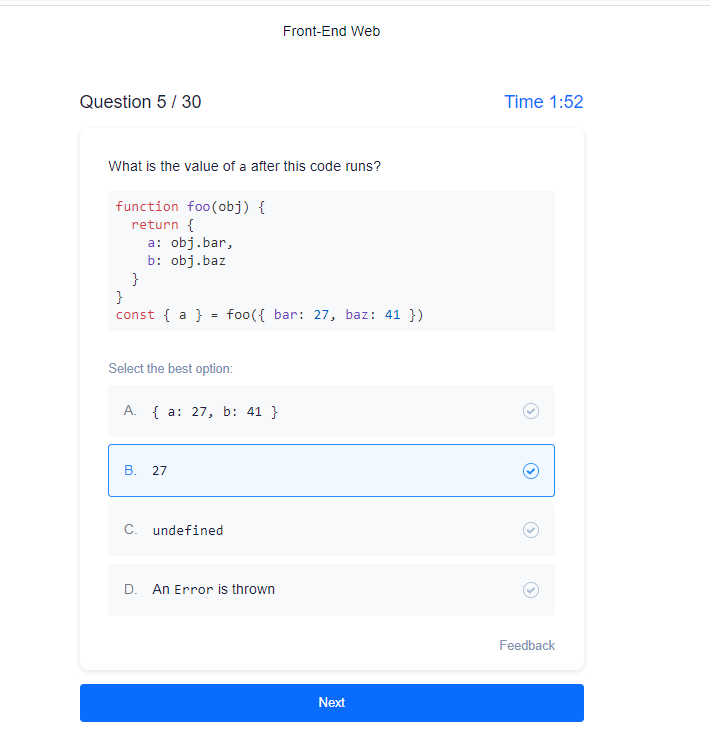 Front-End Web
Question 5 / 30
Time 1:52
What is the value of a after this code runs?
function foo(obj) {
  return {
    a: obj.bar,
    b: obj.baz
  }
}
const { a } = foo({ bar: 27, baz: 41 })
Select the best option:
A. { a: 27, b: 41 }
B. 27
C. undefined
D. An Error is thrown
Feedback
Next